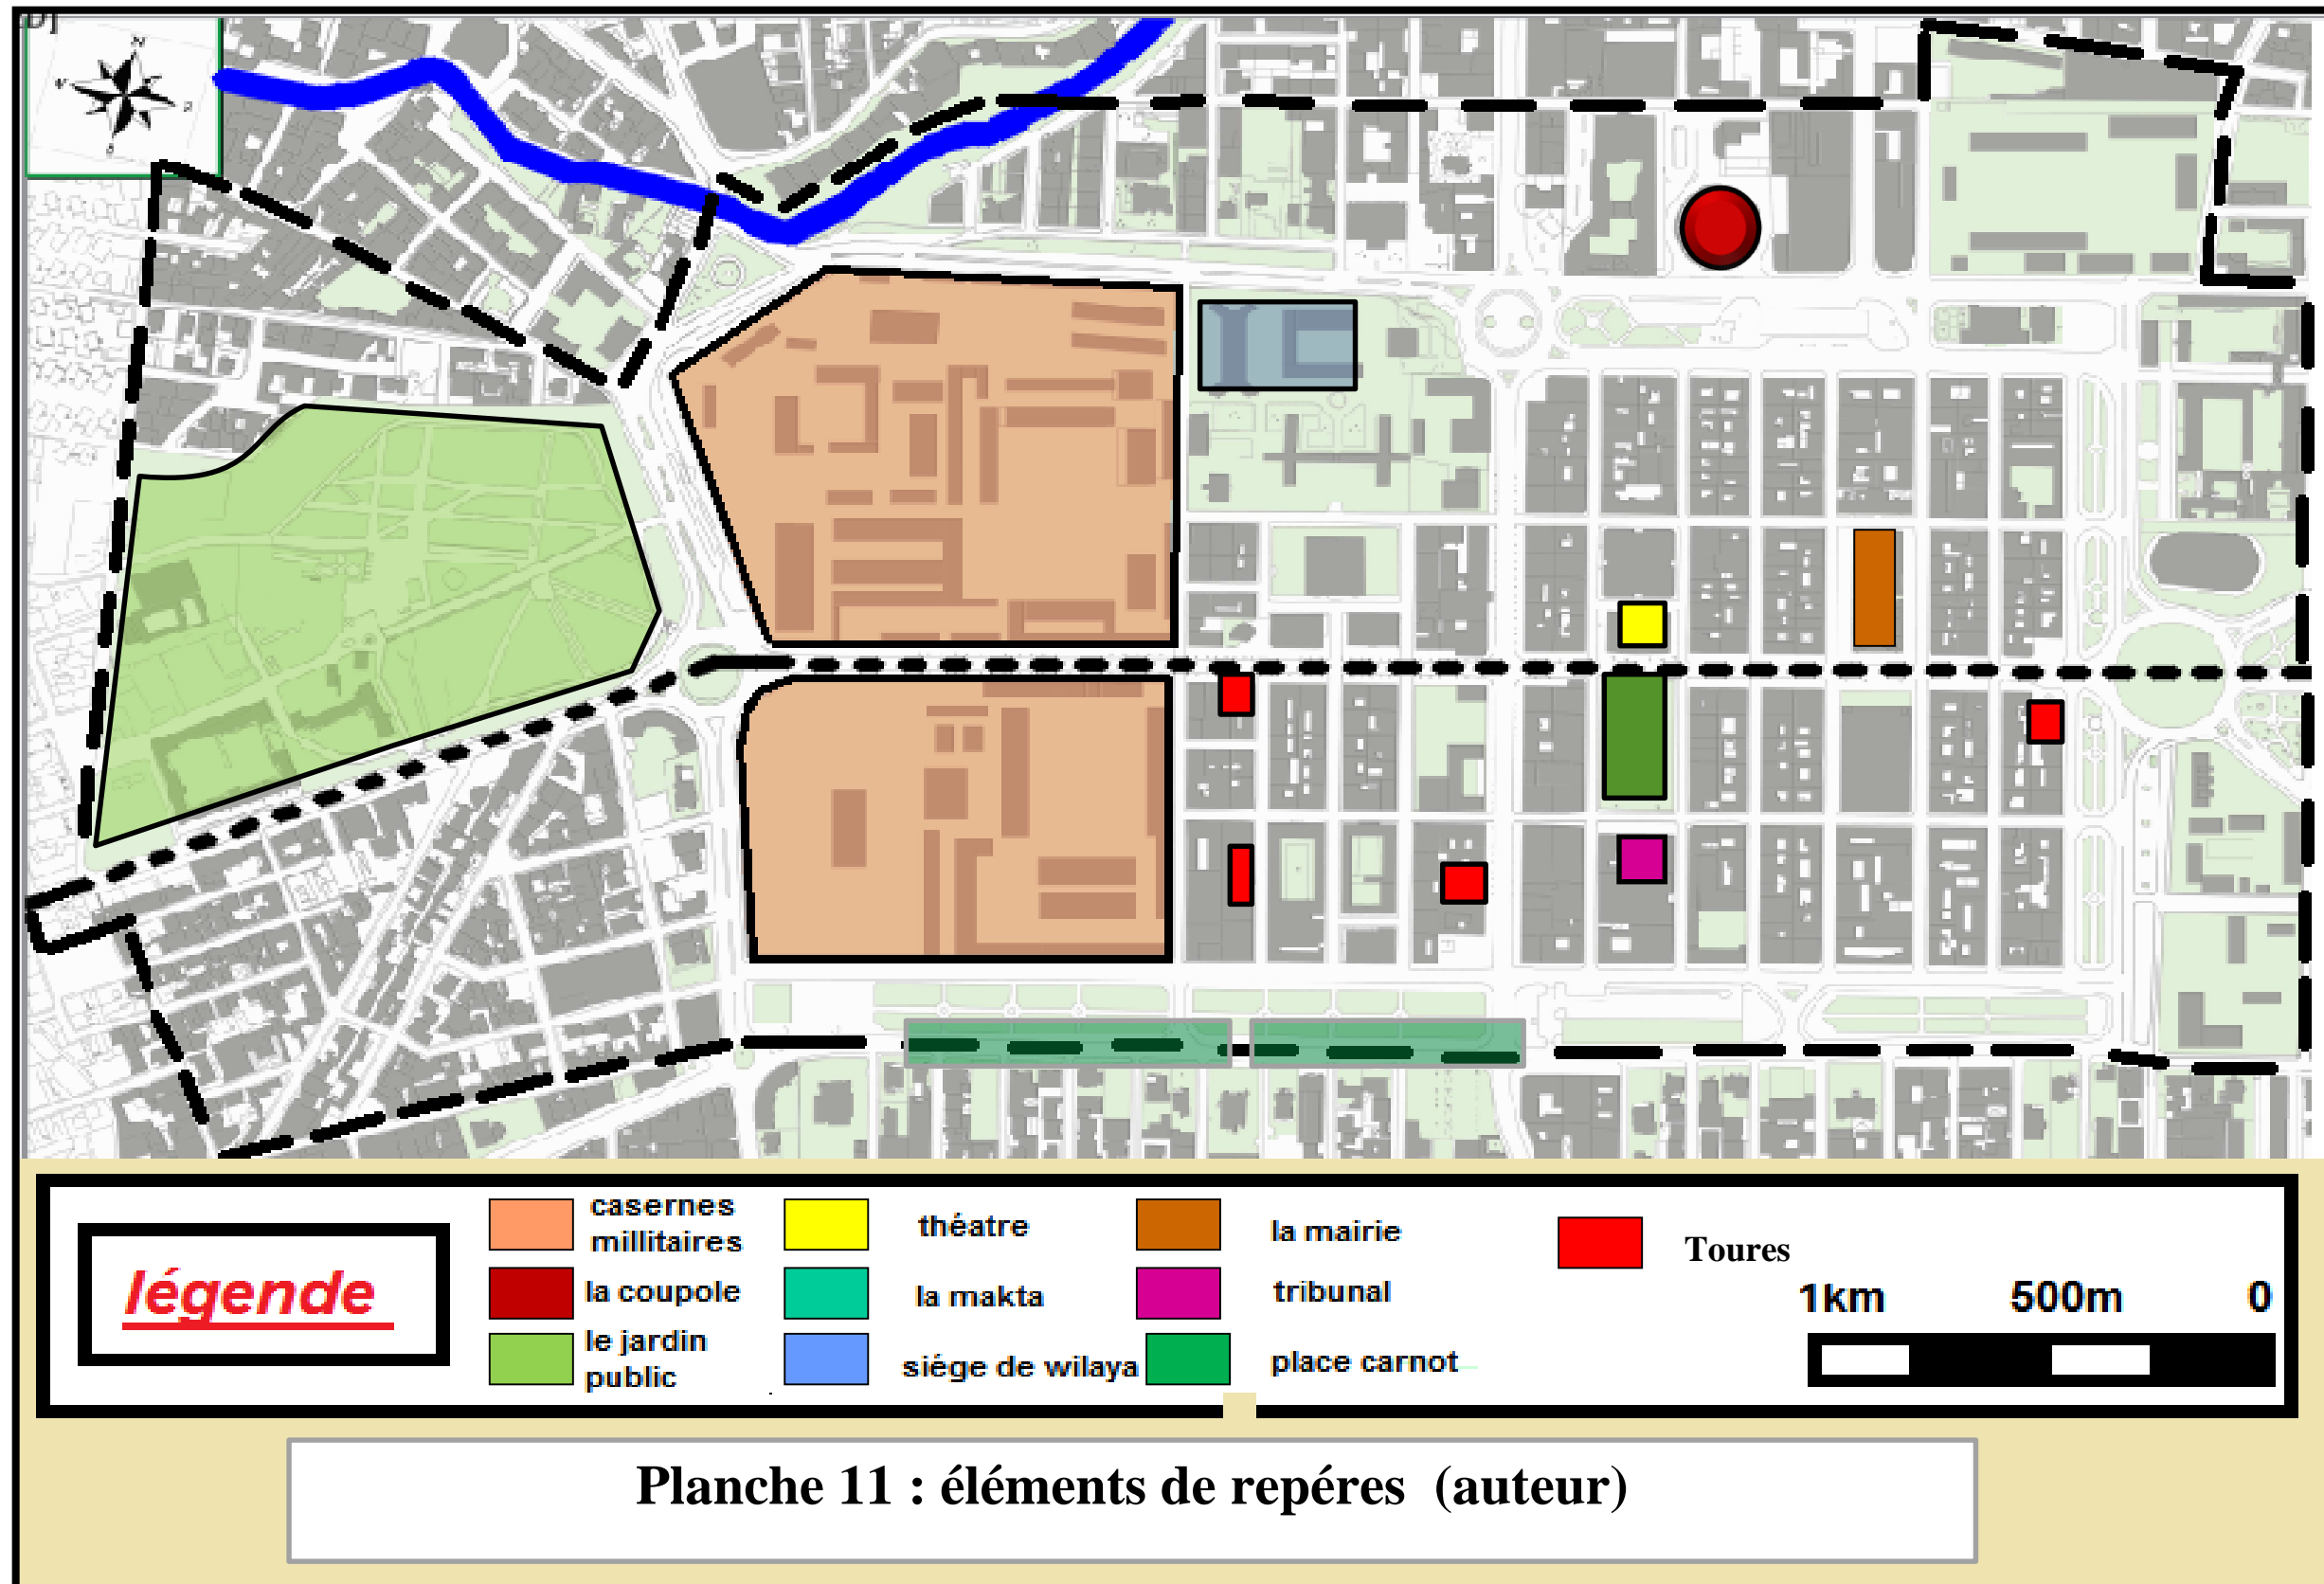 D]
N
légende
casernes
millitaires
la coupole
le jardin
public
théatre
la makta
siége de wilaya
la mairie
tribunal
place carnot
Toures
1km 500m 0
Planche 11 : éléments de repéres (auteur)